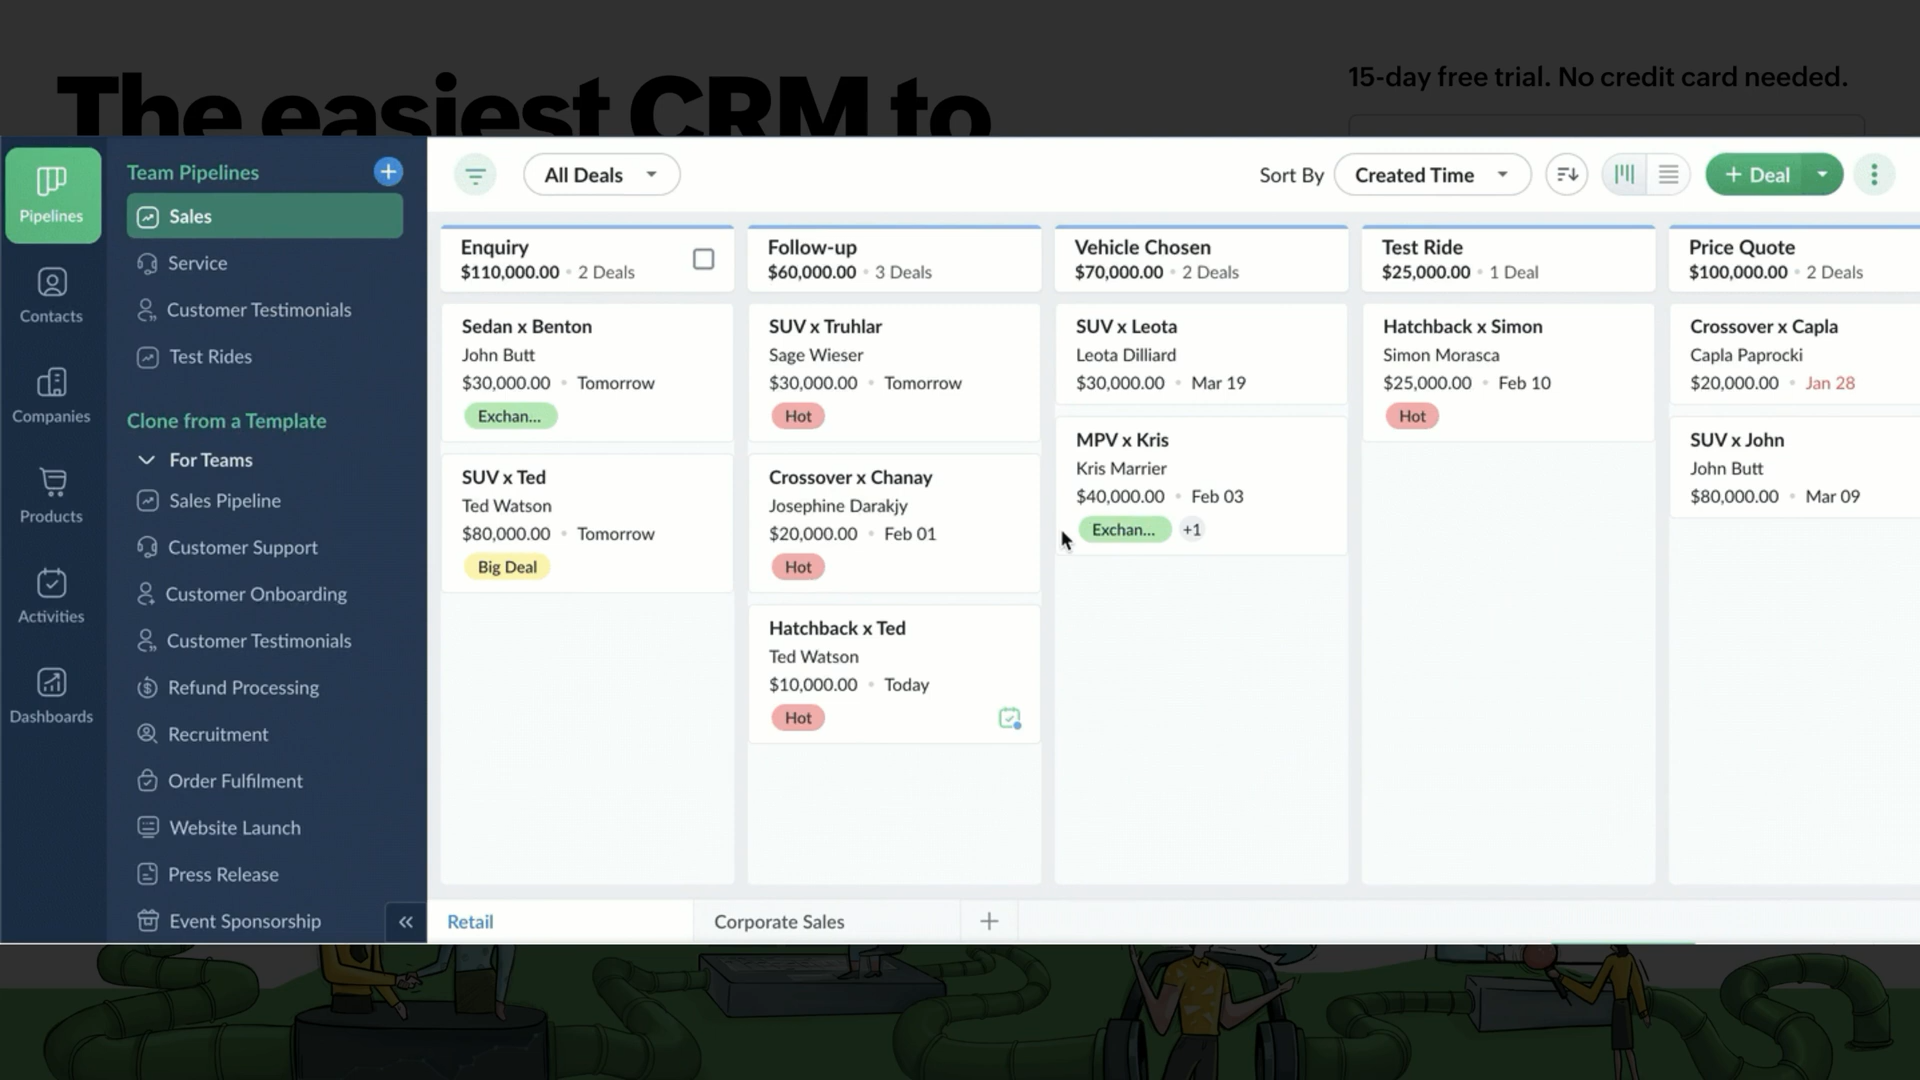 The easiest CRM to
15-day free trial. No credit card needed.
Pipelines
Contacts
Companies
Products
Activities
Dashboards
Team Pipelines
Sales
Service
Customer Testimonials
Test Rides
Clone from a Template
For Teams
Sales Pipeline
Customer Support
Customer Onboarding
Customer Testimonials
Refund Processing
Recruitment
Order Fulfilment
Website Launch
Press Release
Event Sponsorship
All Deals
Sort By
Created Time
+ Deal
Enquiry
$110,000.00 • 2 Deals
Sedan x Benton
John Butt
$30,000.00 • Tomorrow
Exchan...
SUV x Ted
Ted Watson
$80,000.00 • Tomorrow
Big Deal
Follow-up
$60,000.00 • 3 Deals
SUV x Truhlar
Sage Wieser
$30,000.00 • Tomorrow
Hot
Crossover x Chanay
Josephine Darakjy
$20,000.00 • Feb 01
Hot
Hatchback x Ted
Ted Watson
$10,000.00 • Today
Hot
Vehicle Chosen
$70,000.00 • 2 Deals
SUV x Leota
Leota Dilliard
$30,000.00 • Mar 19
MPV x Kris
Kris Marrier
$40,000.00 • Feb 03
Exchan... +1
Test Ride
$25,000.00 • 1 Deal
Hatchback x Simon
Simon Morasca
$25,000.00 • Feb 10
Hot
Price Quote
$100,000.00 • 2 Deals
Crossover x Capla
Capla Paprocki
$20,000.00 • Jan 28
SUV x John
John Butt
$80,000.00 • Mar 09
Retail
Corporate Sales